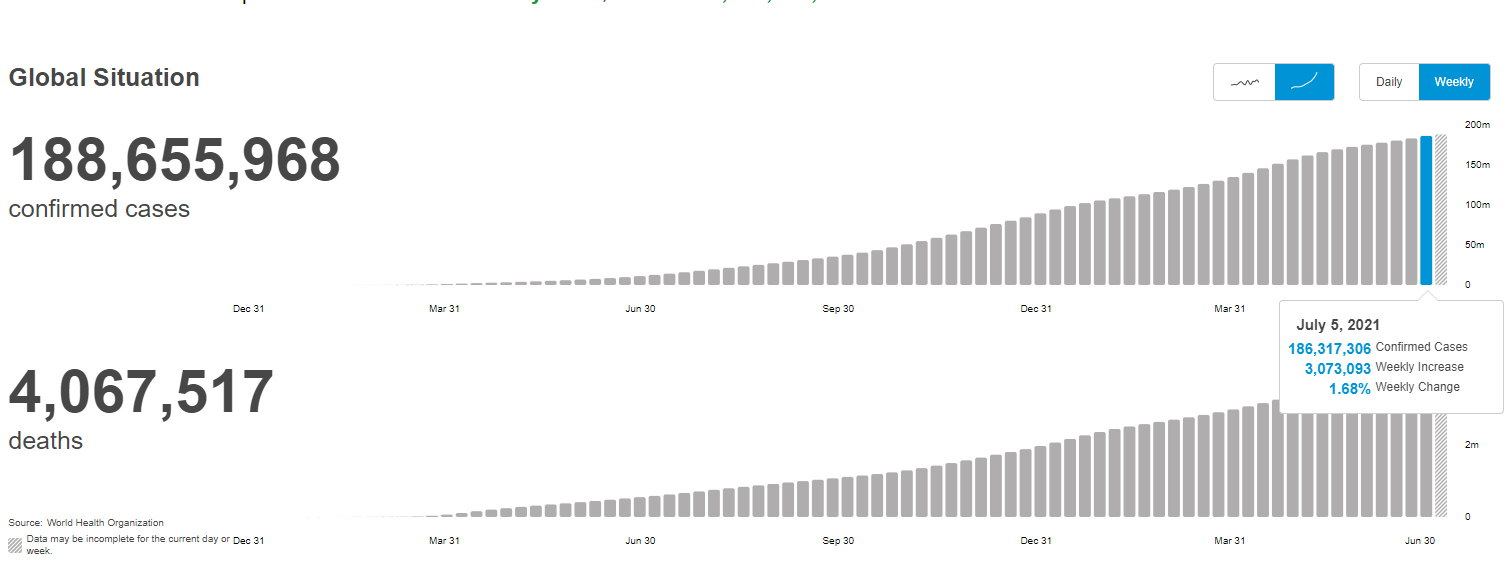 Global Situation
Daily Weekly
188,655,968
confirmed cases
200m
150m
100m
50m
0
Dec 31 Mar 31 Jun 30 Sep 30 Dec 31 Mar 31
July 5, 2021
186,317,306 Confirmed Cases
3,073,093 Weekly Increase
1.68% Weekly Change
4,067,517
deaths
2m
0
Source: World Health Organization
Data may be incomplete for the current day or
week.
Dec 31 Mar 31 Jun 30 Sep 30 Dec 31 Mar 31 Jun 30